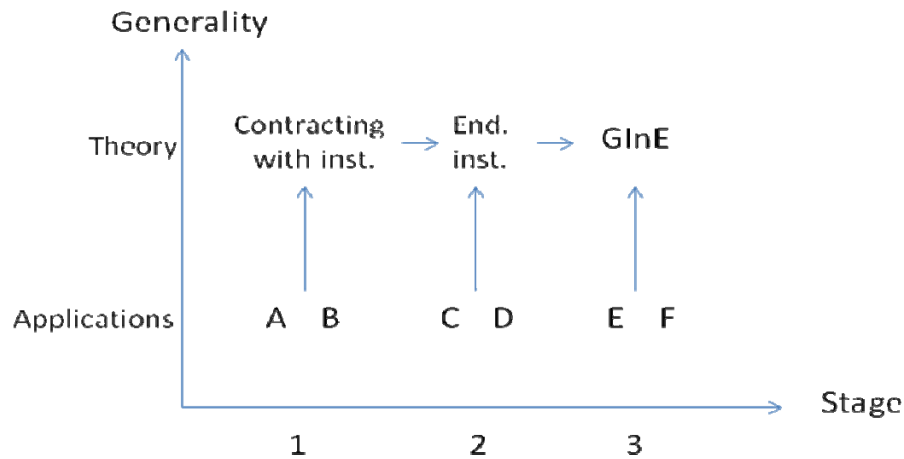 Generality
Theory
Contracting
with inst.
End.
inst.
GInE
Applications
A B
C D
E F
Stage
1
2
3